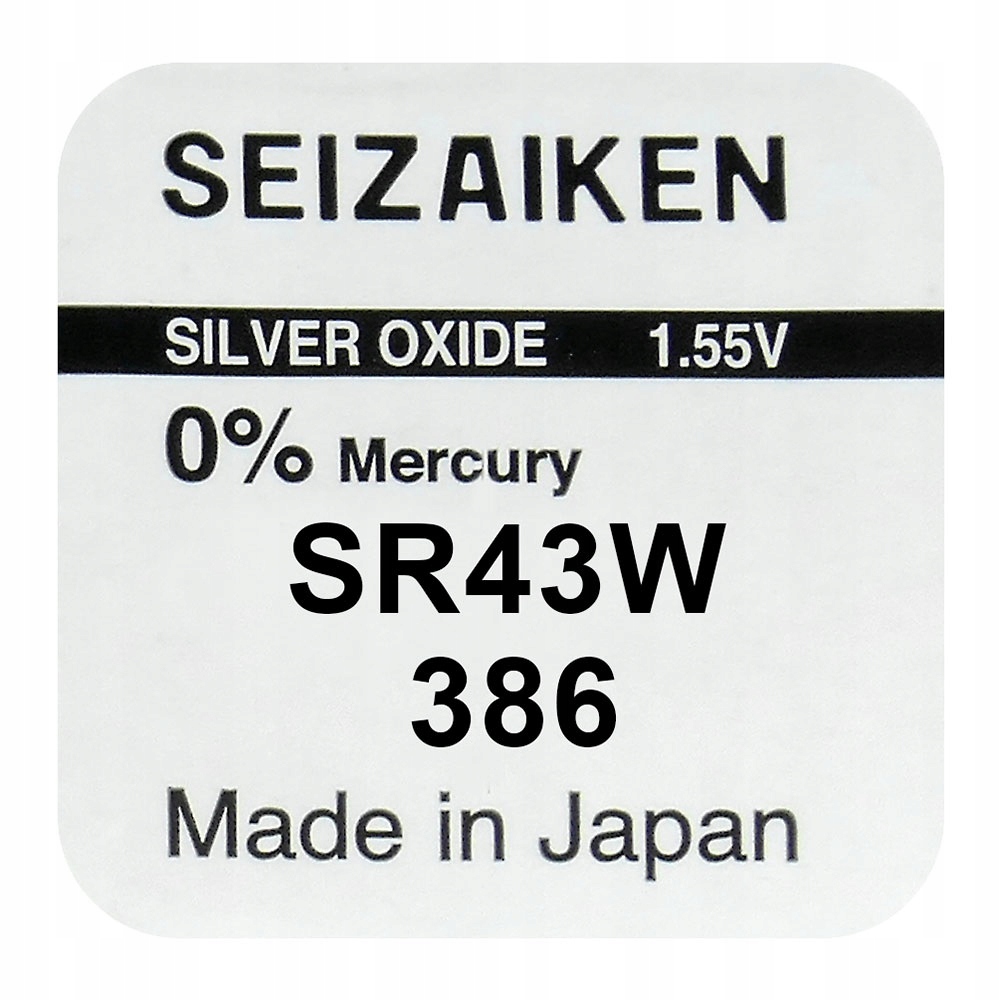 SEIZAIKEN
SILVER OXIDE 1.55V
0% Mercury
SR43W
386
Made in Japan